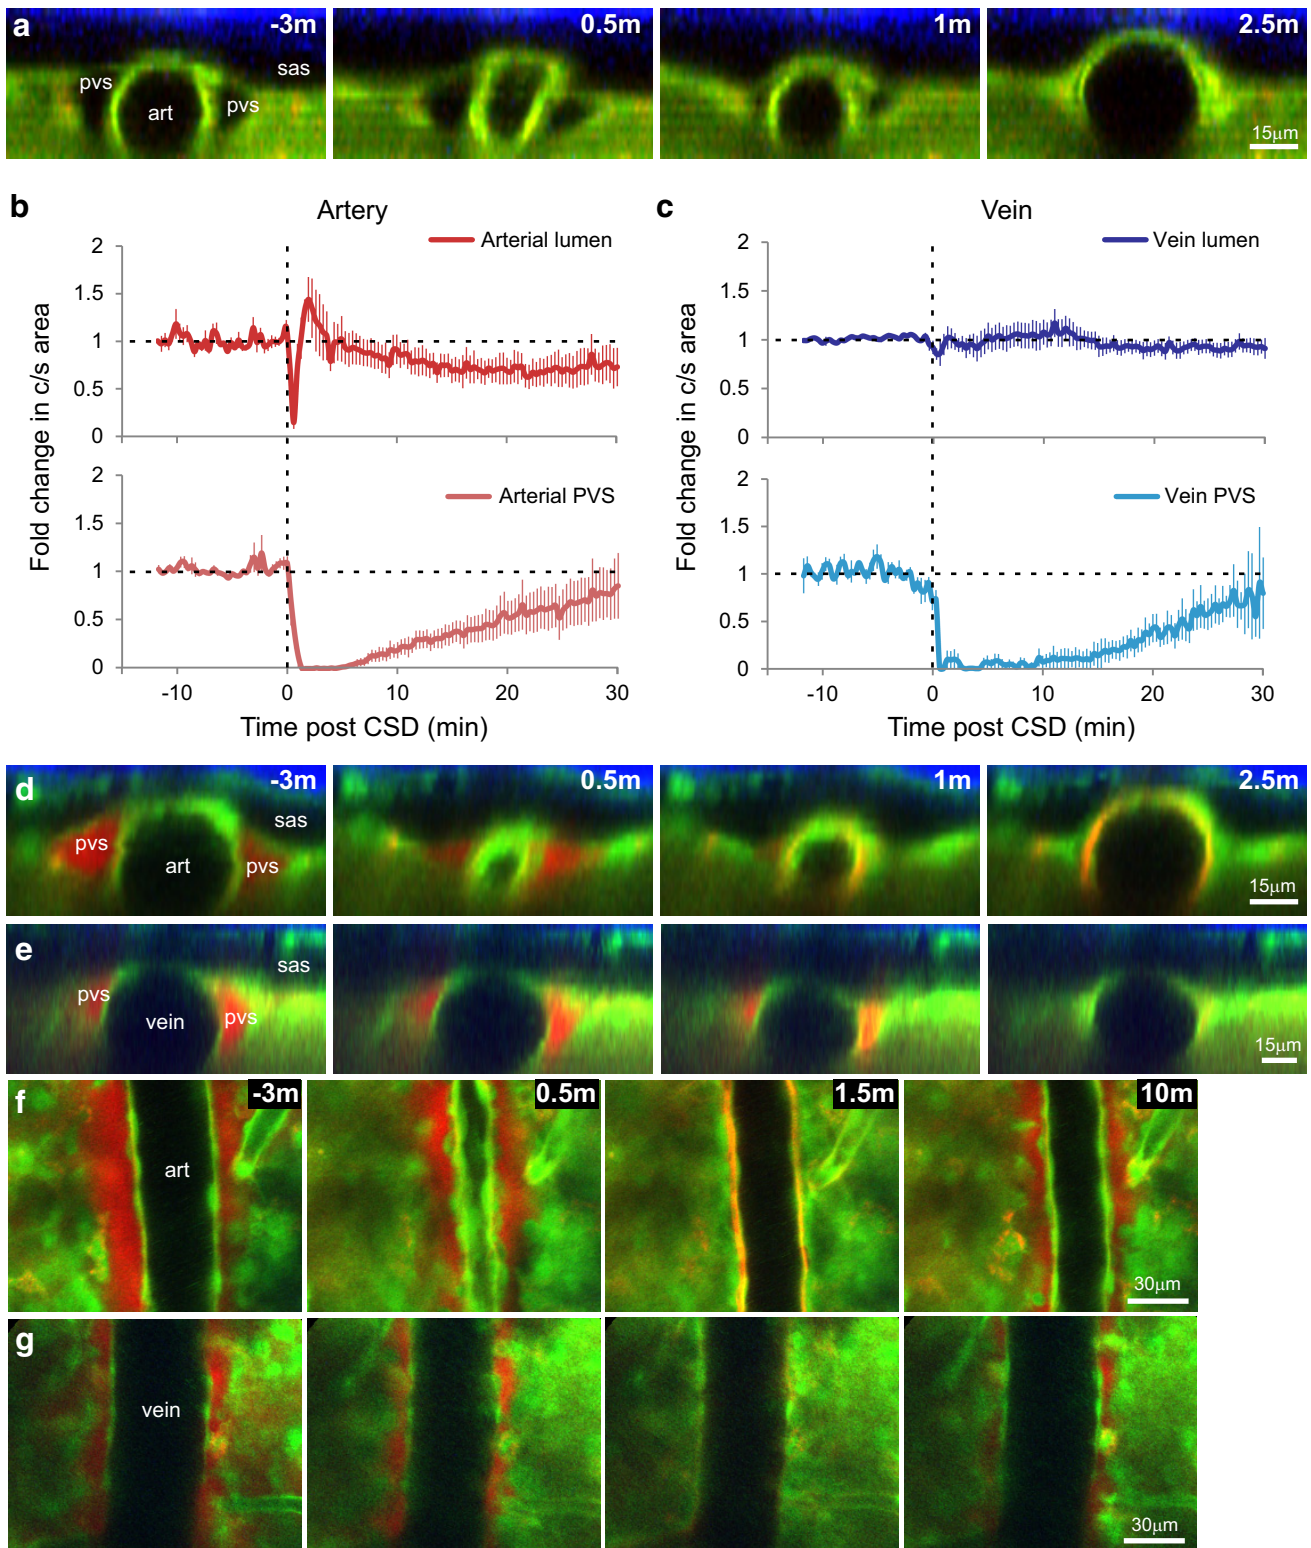 a -3m 0.5m 1m 2.5m
pvs sas
art pvs
15μm
b Artery c Vein
Arterial lumen Vein lumen
2 2
1.5 1.5
1 1
0.5 0.5
0 0
Fold change in c/s area Fold change in c/s area
Arterial PVS Vein PVS
2 2
1.5 1.5
1 1
0.5 0.5
0 0
-10 0 10 20 30 -10 0 10 20 30
Time post CSD (min) Time post CSD (min)
d -3m 0.5m 1m 2.5m
sas
pvs
art pvs
15μm
e
sas
pvs
vein pvs
15μm
f -3m 0.5m 1.5m 10m
art
30μm
g
vein
30μm